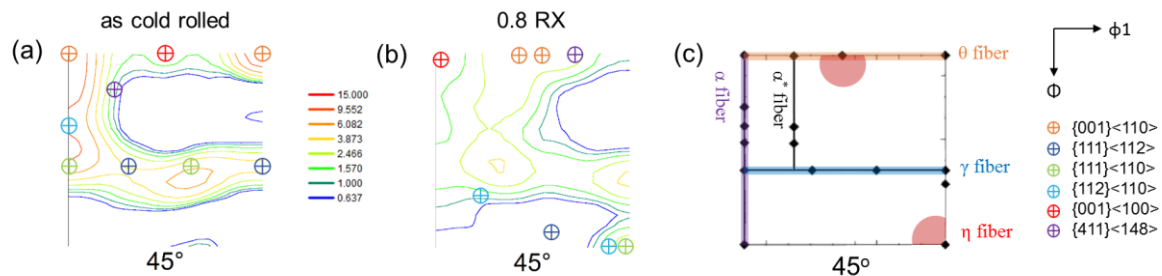 as cold rolled
0.8 RX
(a)
(b)
(c)
15.000
9.552
6.082
3.873
2.466
1.570
1.000
0.637
45°
45°
45°
α fiber
α* fiber
θ fiber
γ fiber
η fiber
ϕ1
Φ
{001}<110>
{111}<112>
{111}<110>
{112}<110>
{001}<100>
{411}<148>